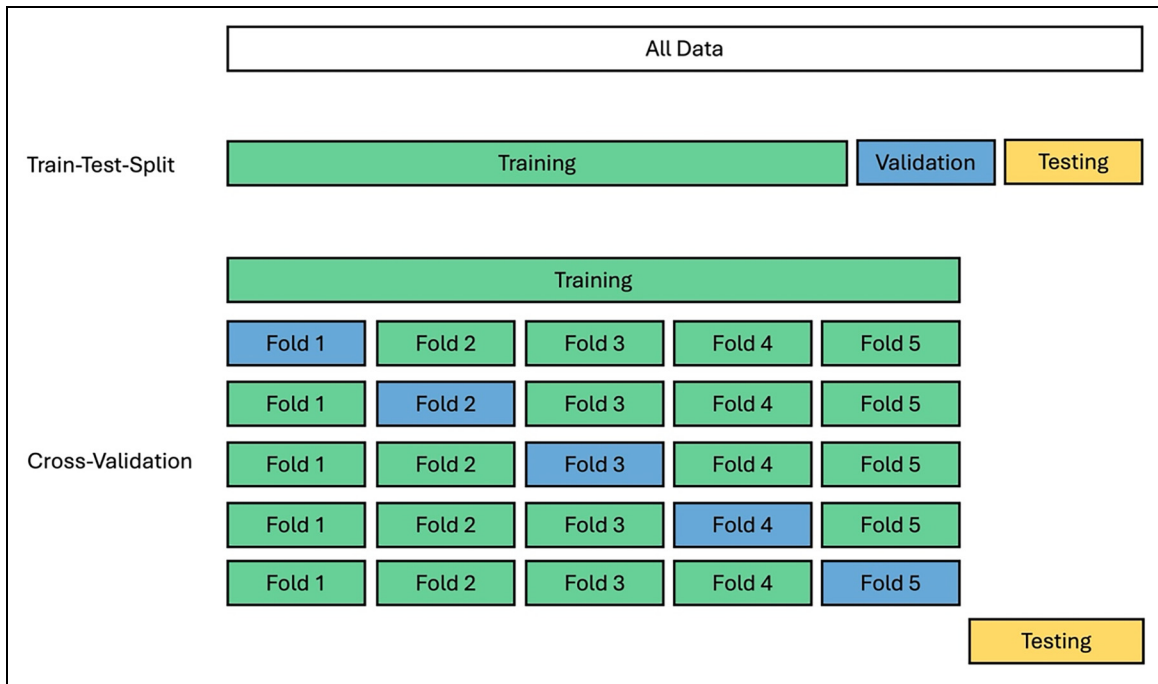 All Data
Train-Test-Split
Training Validation Testing
Training
Fold 1 Fold 2 Fold 3 Fold 4 Fold 5
Fold 1 Fold 2 Fold 3 Fold 4 Fold 5
Cross-Validation
Fold 1 Fold 2 Fold 3 Fold 4 Fold 5
Fold 1 Fold 2 Fold 3 Fold 4 Fold 5
Fold 1 Fold 2 Fold 3 Fold 4 Fold 5
Testing